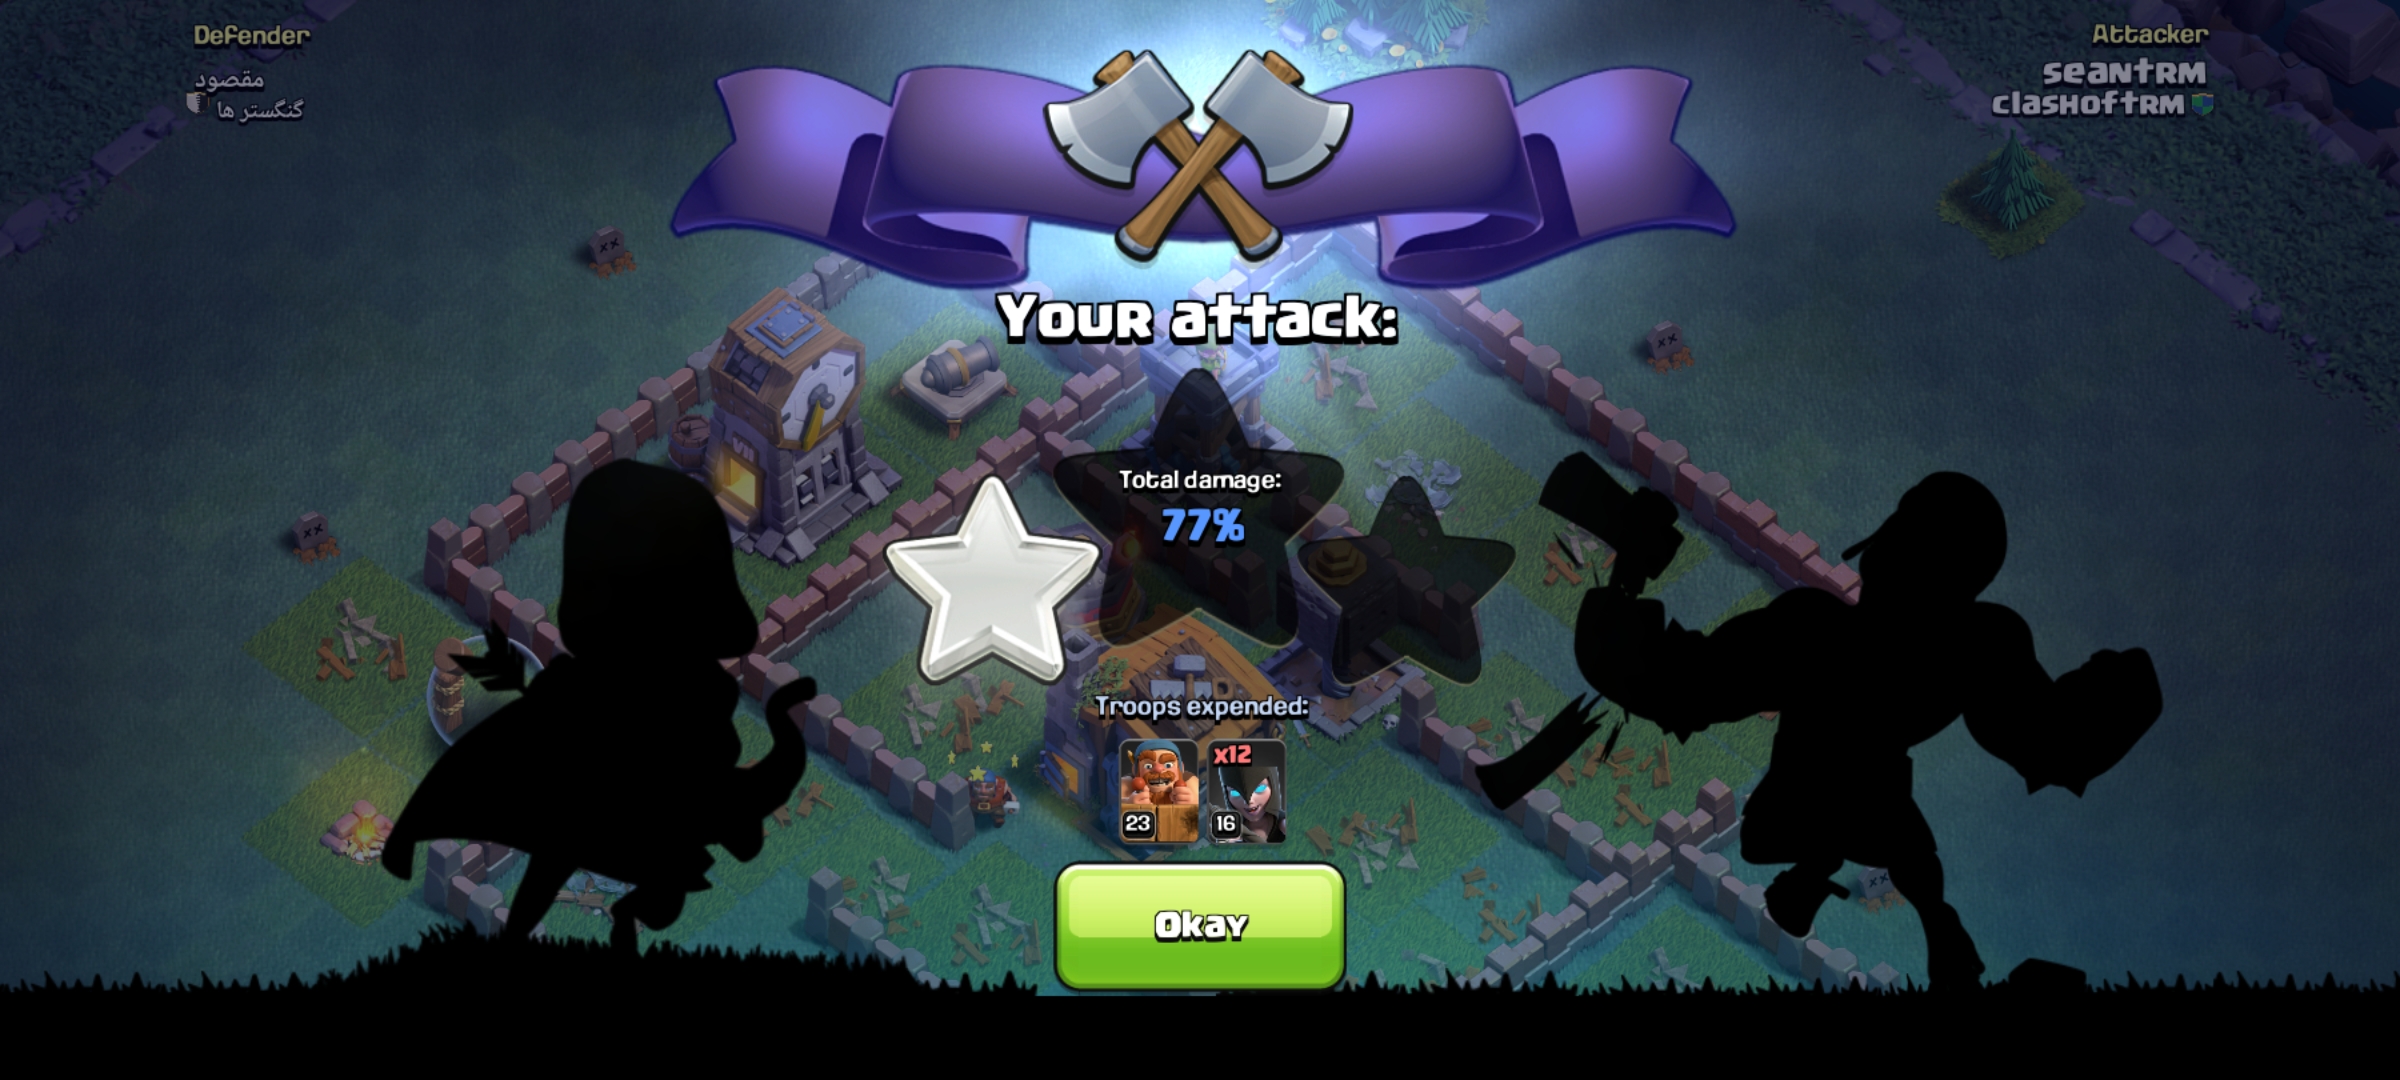 Defender
مقصود
گنگستر ها
Attacker
seantRM
clashoftRM
Your attack:
Total damage:
77%
Troops expended:
x12
23
16
Okay